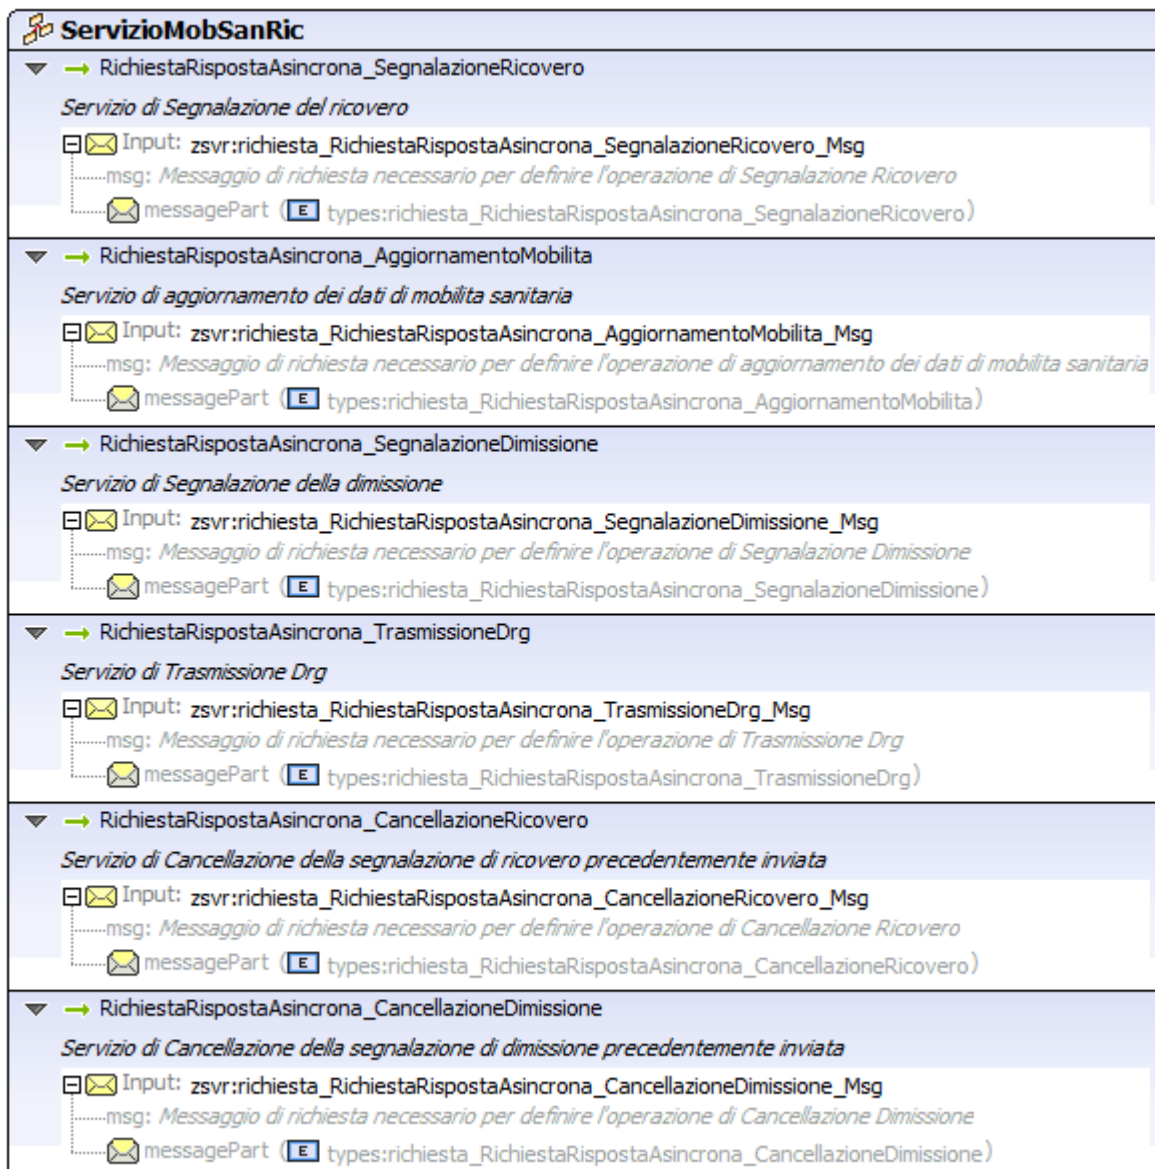 ServizioMobSanRic
RichiestaRispostaAsincrona_SegnalazioneRicovero
Servizio di Segnalazione del ricovero
Input: zsvr:richiesta_RichiestaRispostaAsincrona_SegnalazioneRicovero_Msg
msg: Messaggio di richiesta necessario per definire l'operazione di Segnalazione Ricovero
messagePart (E types:richiesta_RichiestaRispostaAsincrona_SegnalazioneRicovero)
RichiestaRispostaAsincrona_AggiornamentoMobilita
Servizio di aggiornamento dei dati di mobilita sanitaria
Input: zsvr:richiesta_RichiestaRispostaAsincrona_AggiornamentoMobilita_Msg
msg: Messaggio di richiesta necessario per definire l'operazione di aggiornamento dei dati di mobilita sanitaria
messagePart (E types:richiesta_RichiestaRispostaAsincrona_AggiornamentoMobilita)
RichiestaRispostaAsincrona_SegnalazioneDimissione
Servizio di Segnalazione della dimissione
Input: zsvr:richiesta_RichiestaRispostaAsincrona_SegnalazioneDimissione_Msg
msg: Messaggio di richiesta necessario per definire l'operazione di Segnalazione Dimissione
messagePart (E types:richiesta_RichiestaRispostaAsincrona_SegnalazioneDimissione)
RichiestaRispostaAsincrona_TrasmissioneDrg
Servizio di Trasmissione Drg
Input: zsvr:richiesta_RichiestaRispostaAsincrona_TrasmissioneDrg_Msg
msg: Messaggio di richiesta necessario per definire l'operazione di Trasmissione Drg
messagePart (E types:richiesta_RichiestaRispostaAsincrona_TrasmissioneDrg)
RichiestaRispostaAsincrona_CancellazioneRicovero
Servizio di Cancellazione della segnalazione di ricovero precedentemente inviata
Input: zsvr:richiesta_RichiestaRispostaAsincrona_CancellazioneRicovero_Msg
msg: Messaggio di richiesta necessario per definire l'operazione di Cancellazione Ricovero
messagePart (E types:richiesta_RichiestaRispostaAsincrona_CancellazioneRicovero)
RichiestaRispostaAsincrona_CancellazioneDimissione
Servizio di Cancellazione della segnalazione di dimissione precedentemente inviata
Input: zsvr:richiesta_RichiestaRispostaAsincrona_CancellazioneDimissione_Msg
msg: Messaggio di richiesta necessario per definire l'operazione di Cancellazione Dimissione
messagePart (E types:richiesta_RichiestaRispostaAsincrona_CancellazioneDimissione)